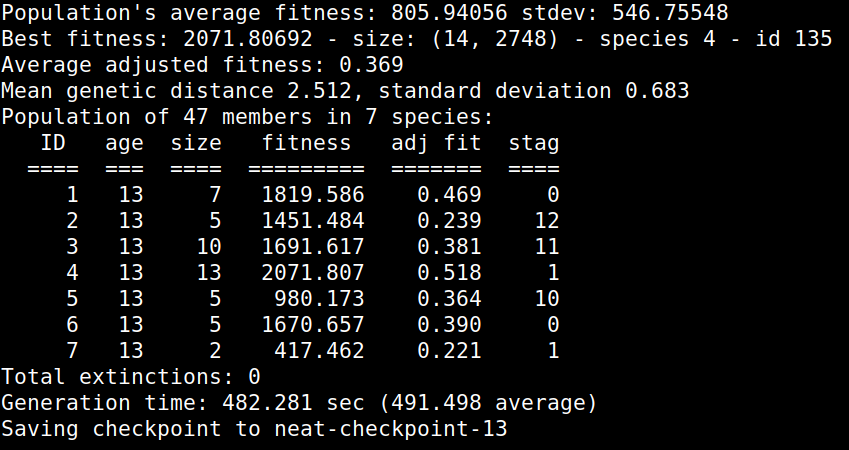 Population's average fitness: 805.94056 stdev: 546.75548
Best fitness: 2071.80692 - size: (14, 2748) - species 4 - id 135
Average adjusted fitness: 0.369
Mean genetic distance 2.512, standard deviation 0.683
Population of 47 members in 7 species:
   ID   age  size   fitness   adj fit  stag
  ====  ===  ====  =========  =======  ====
     1   13     7   1819.586    0.469     0
     2   13     5   1451.484    0.239    12
     3   13    10   1691.617    0.381    11
     4   13    13   2071.807    0.518     1
     5   13     5    980.173    0.364    10
     6   13     5   1670.657    0.390     0
     7   13     2    417.462    0.221     1
Total extinctions: 0
Generation time: 482.281 sec (491.498 average)
Saving checkpoint to neat-checkpoint-13